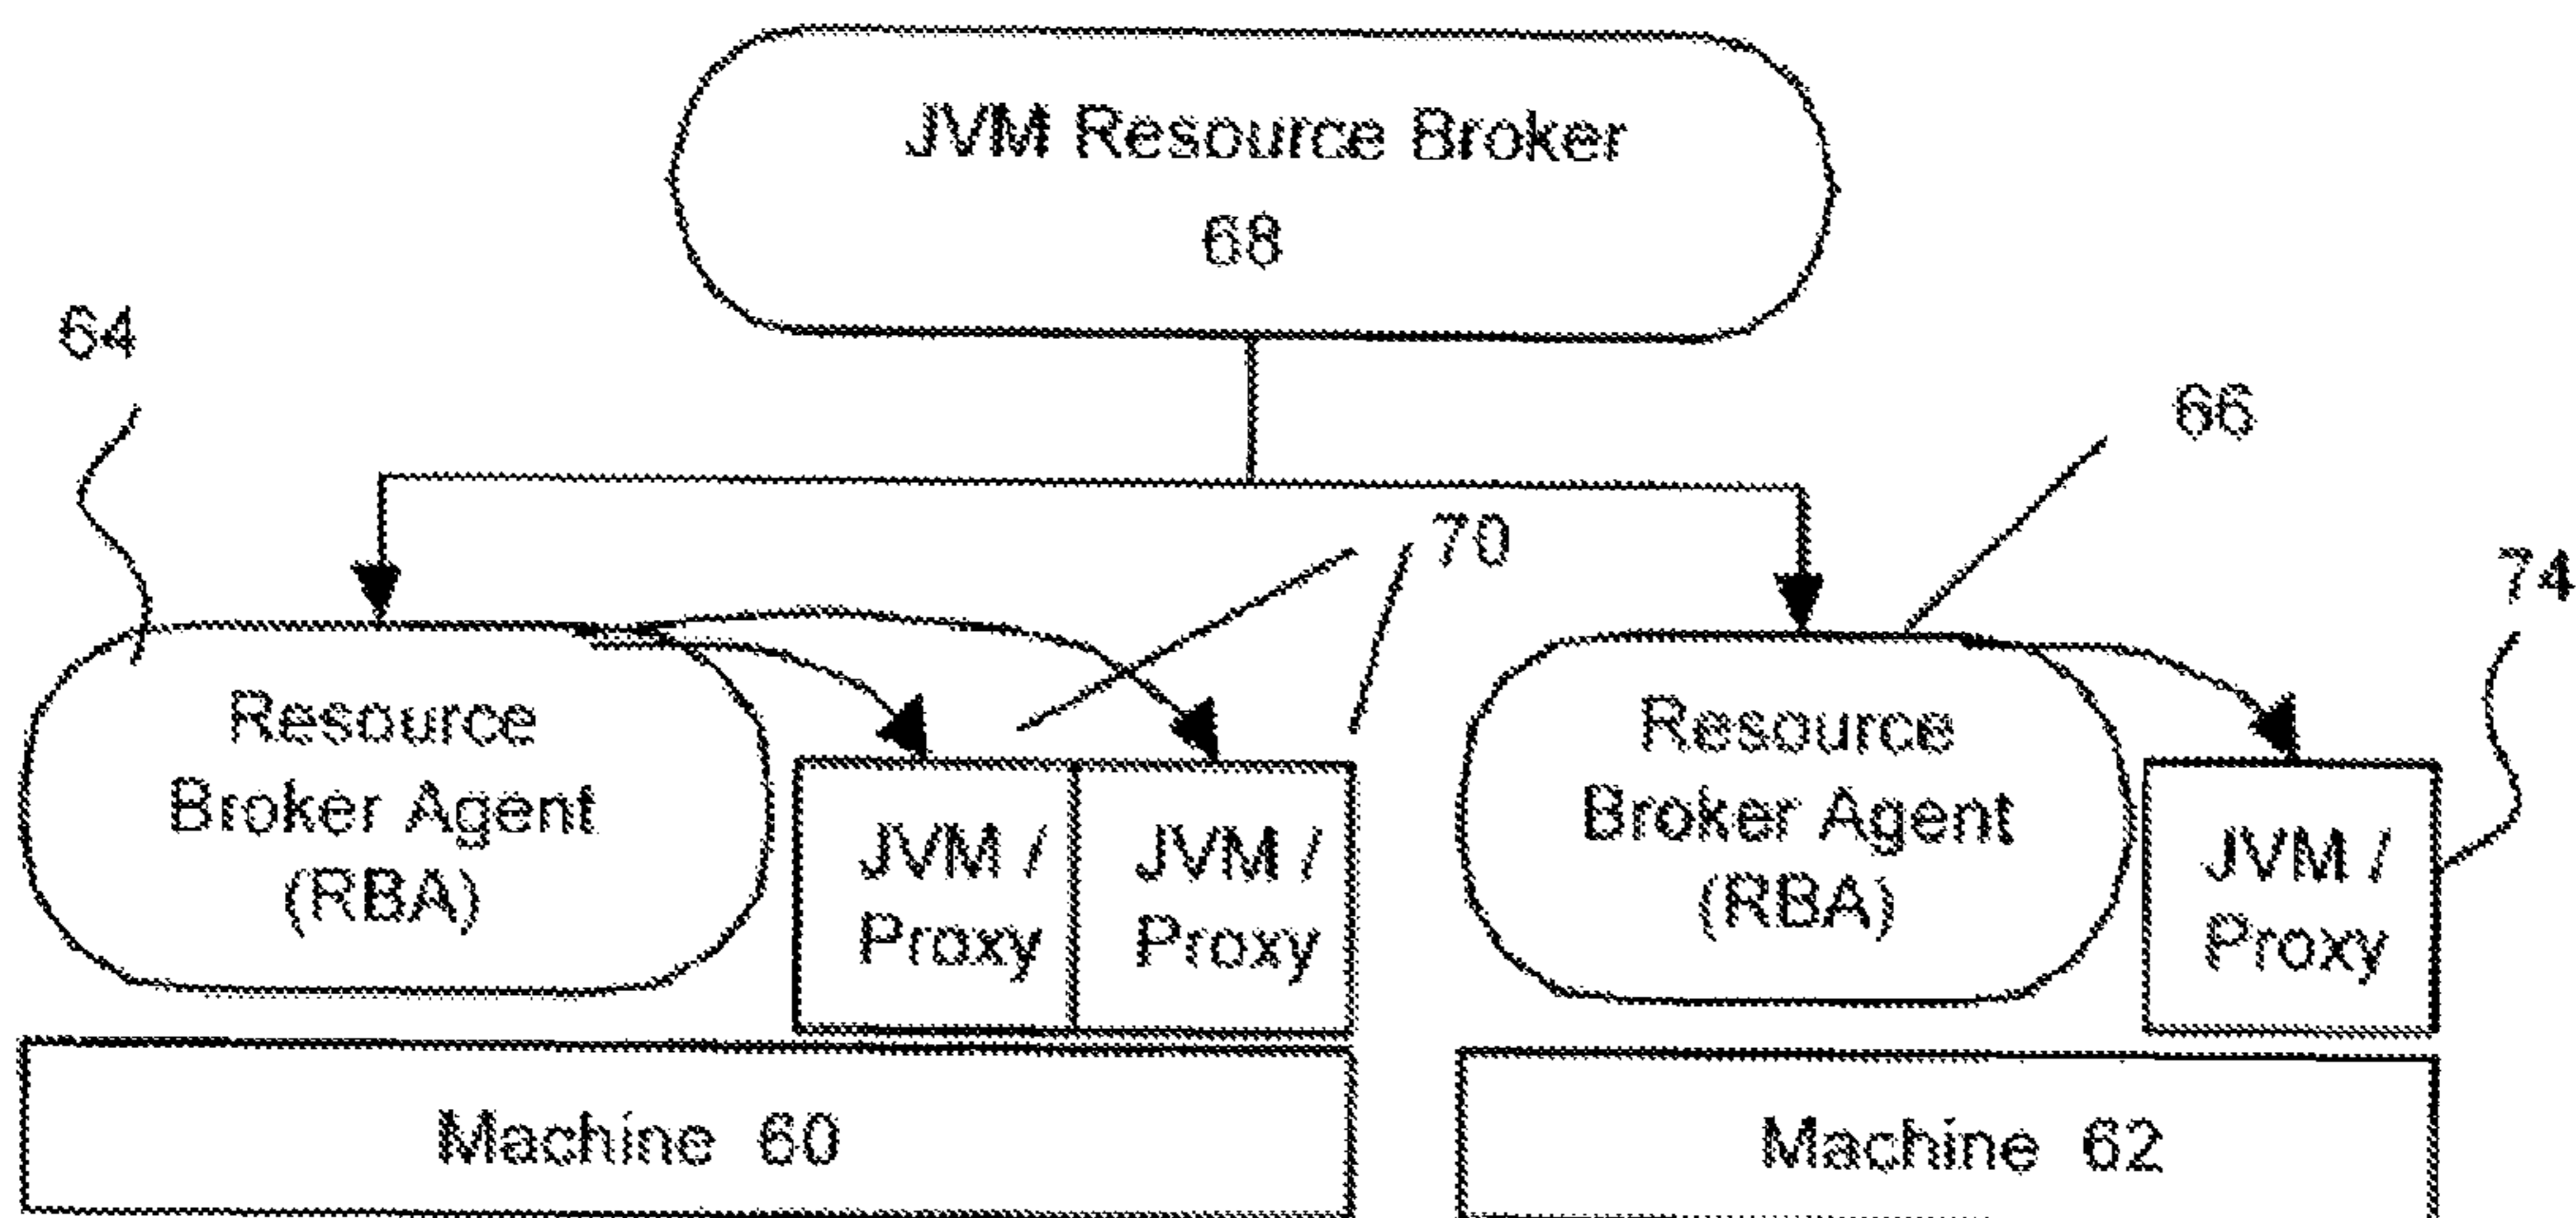 JVM Resource Broker
68
64
66
70
74
Resource
Broker Agent
(RBA)
JVM /
Proxy
JVM /
Proxy
Resource
Broker Agent
(RBA)
JVM /
Proxy
Machine 60
Machine 62